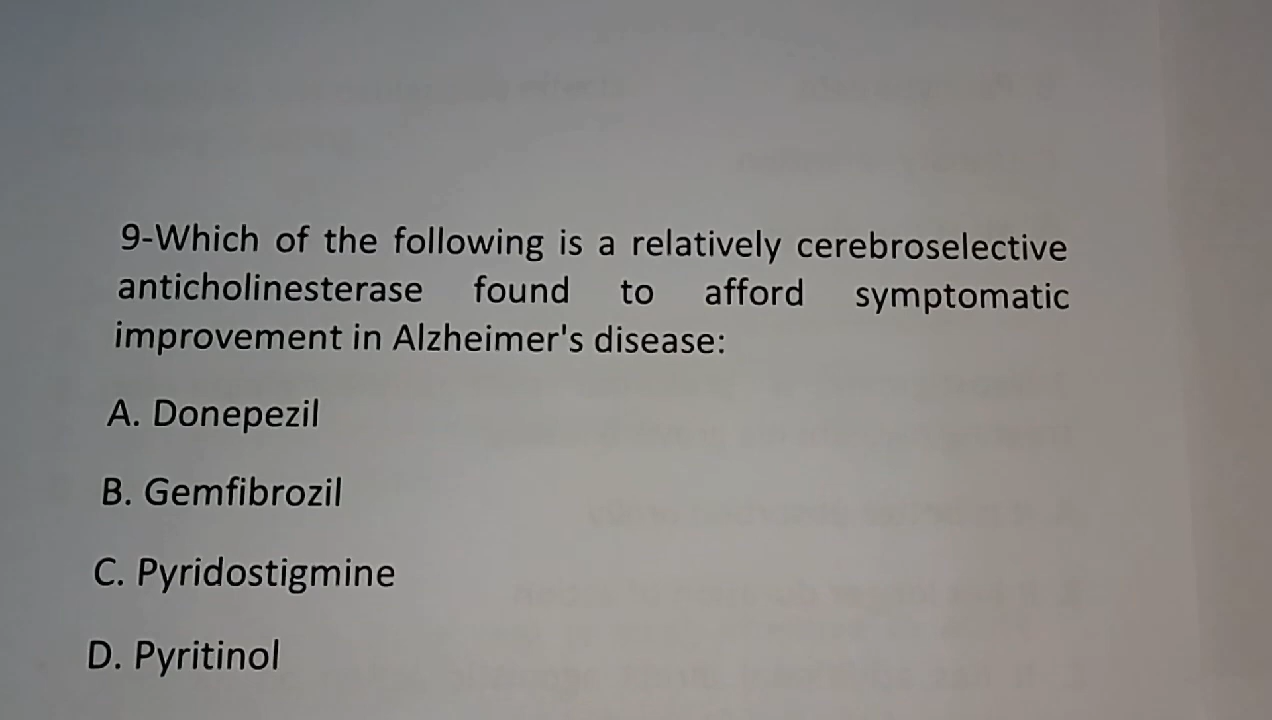 9-Which of the following is a relatively cerebroselective
anticholinesterase found to afford symptomatic
improvement in Alzheimer's disease:
A. Donepezil
B. Gemfibrozil
C. Pyridostigmine
D. Pyritinol